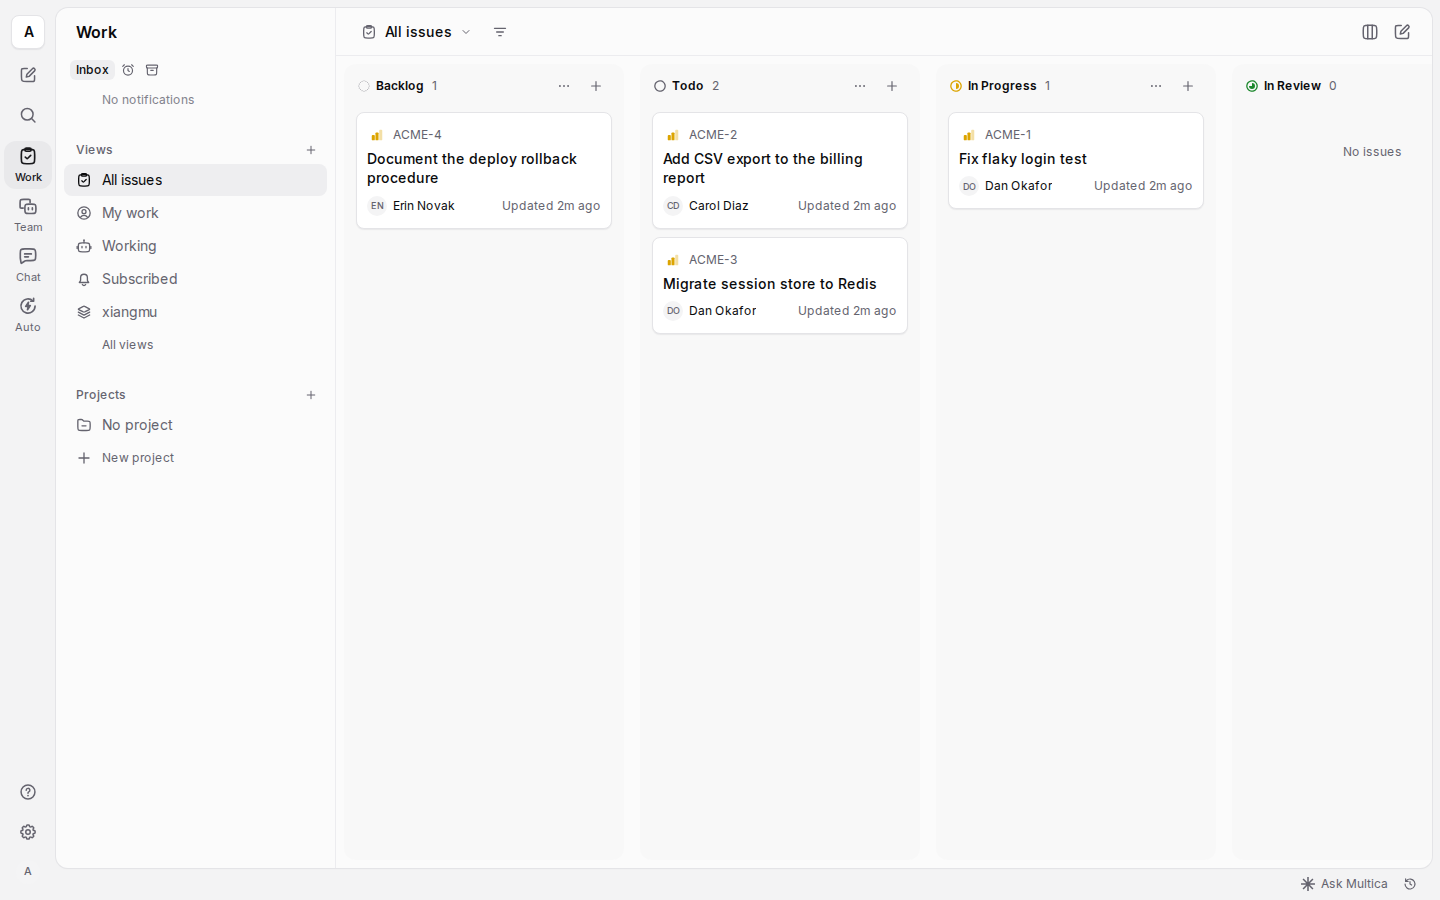 A
Work
Team
Chat
Auto
A
Work
Inbox
No notifications
Views
All issues
My work
Working
Subscribed
xiangmu
All views
Projects
No project
New project
All issues
Backlog 1
ACME-4
Document the deploy rollback
procedure
EN Erin Novak Updated 2m ago
Todo 2
ACME-2
Add CSV export to the billing
report
CD Carol Diaz Updated 2m ago
ACME-3
Migrate session store to Redis
DO Dan Okafor Updated 2m ago
In Progress 1
ACME-1
Fix flaky login test
DO Dan Okafor Updated 2m ago
In Review 0
No issues
Ask Multica